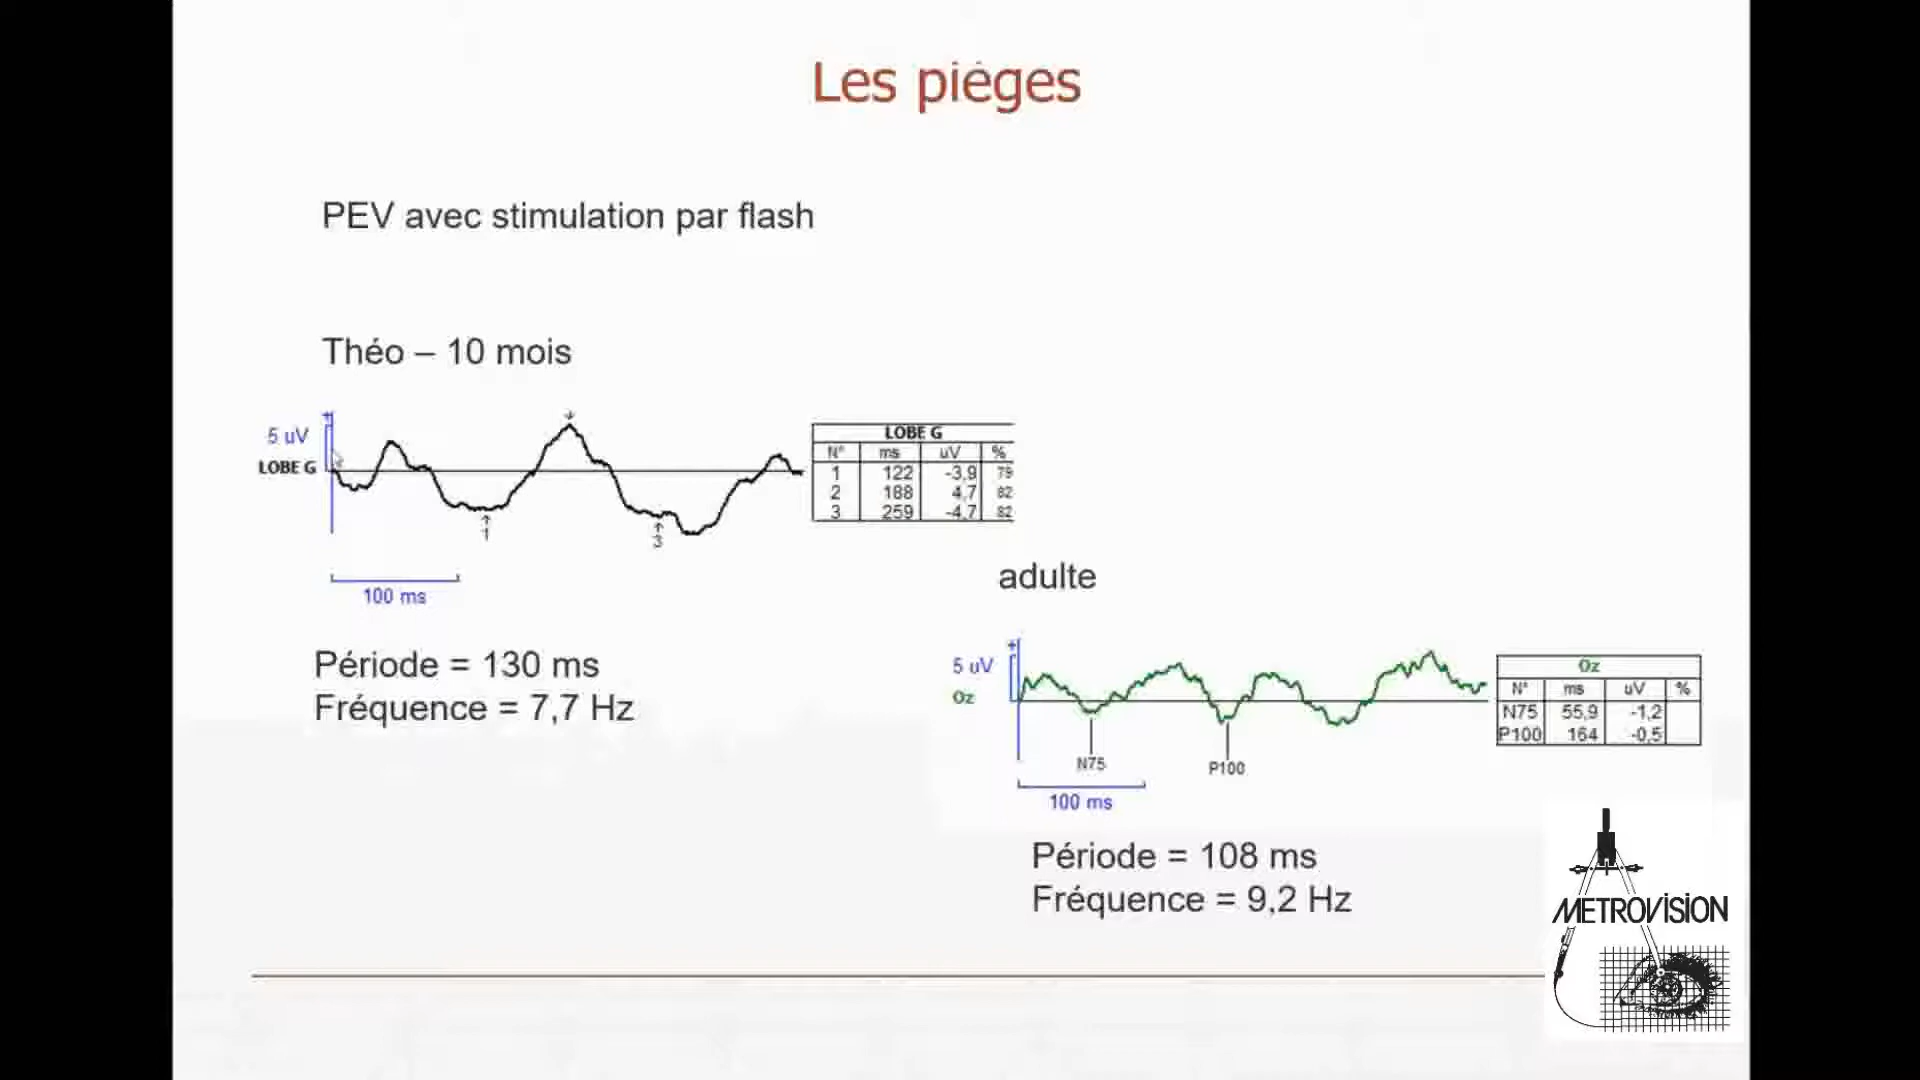 Les pièges
PEV avec stimulation par flash
Théo – 10 mois
5 uV
LOBE G
1
3
100 ms
LOBE G
N° ms uV %
1 122 -3,9 79
2 188 4,7 82
3 259 -4,7 82
Période = 130 ms
Fréquence = 7,7 Hz
adulte
5 uV
Oz
N75
P100
100 ms
Oz
N° ms uV %
N75 55,9 -1,2
P100 164 -0,5
Période = 108 ms
Fréquence = 9,2 Hz
METROVISION